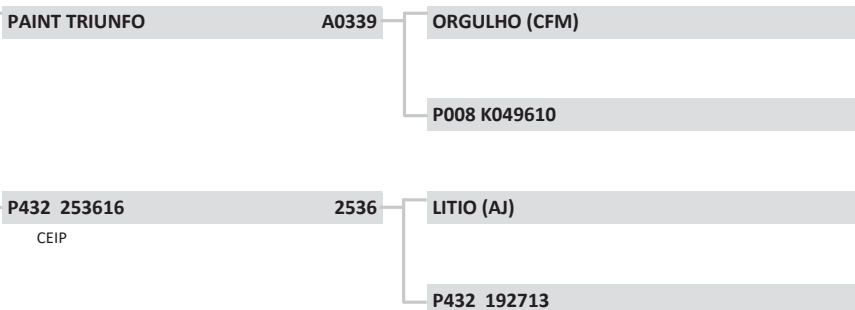 PAINT TRIUNFO A0339
ORGULHO (CFM)
P008 K049610
P432 253616 2536
LITIO (AJ)
CEIP
P432 192713